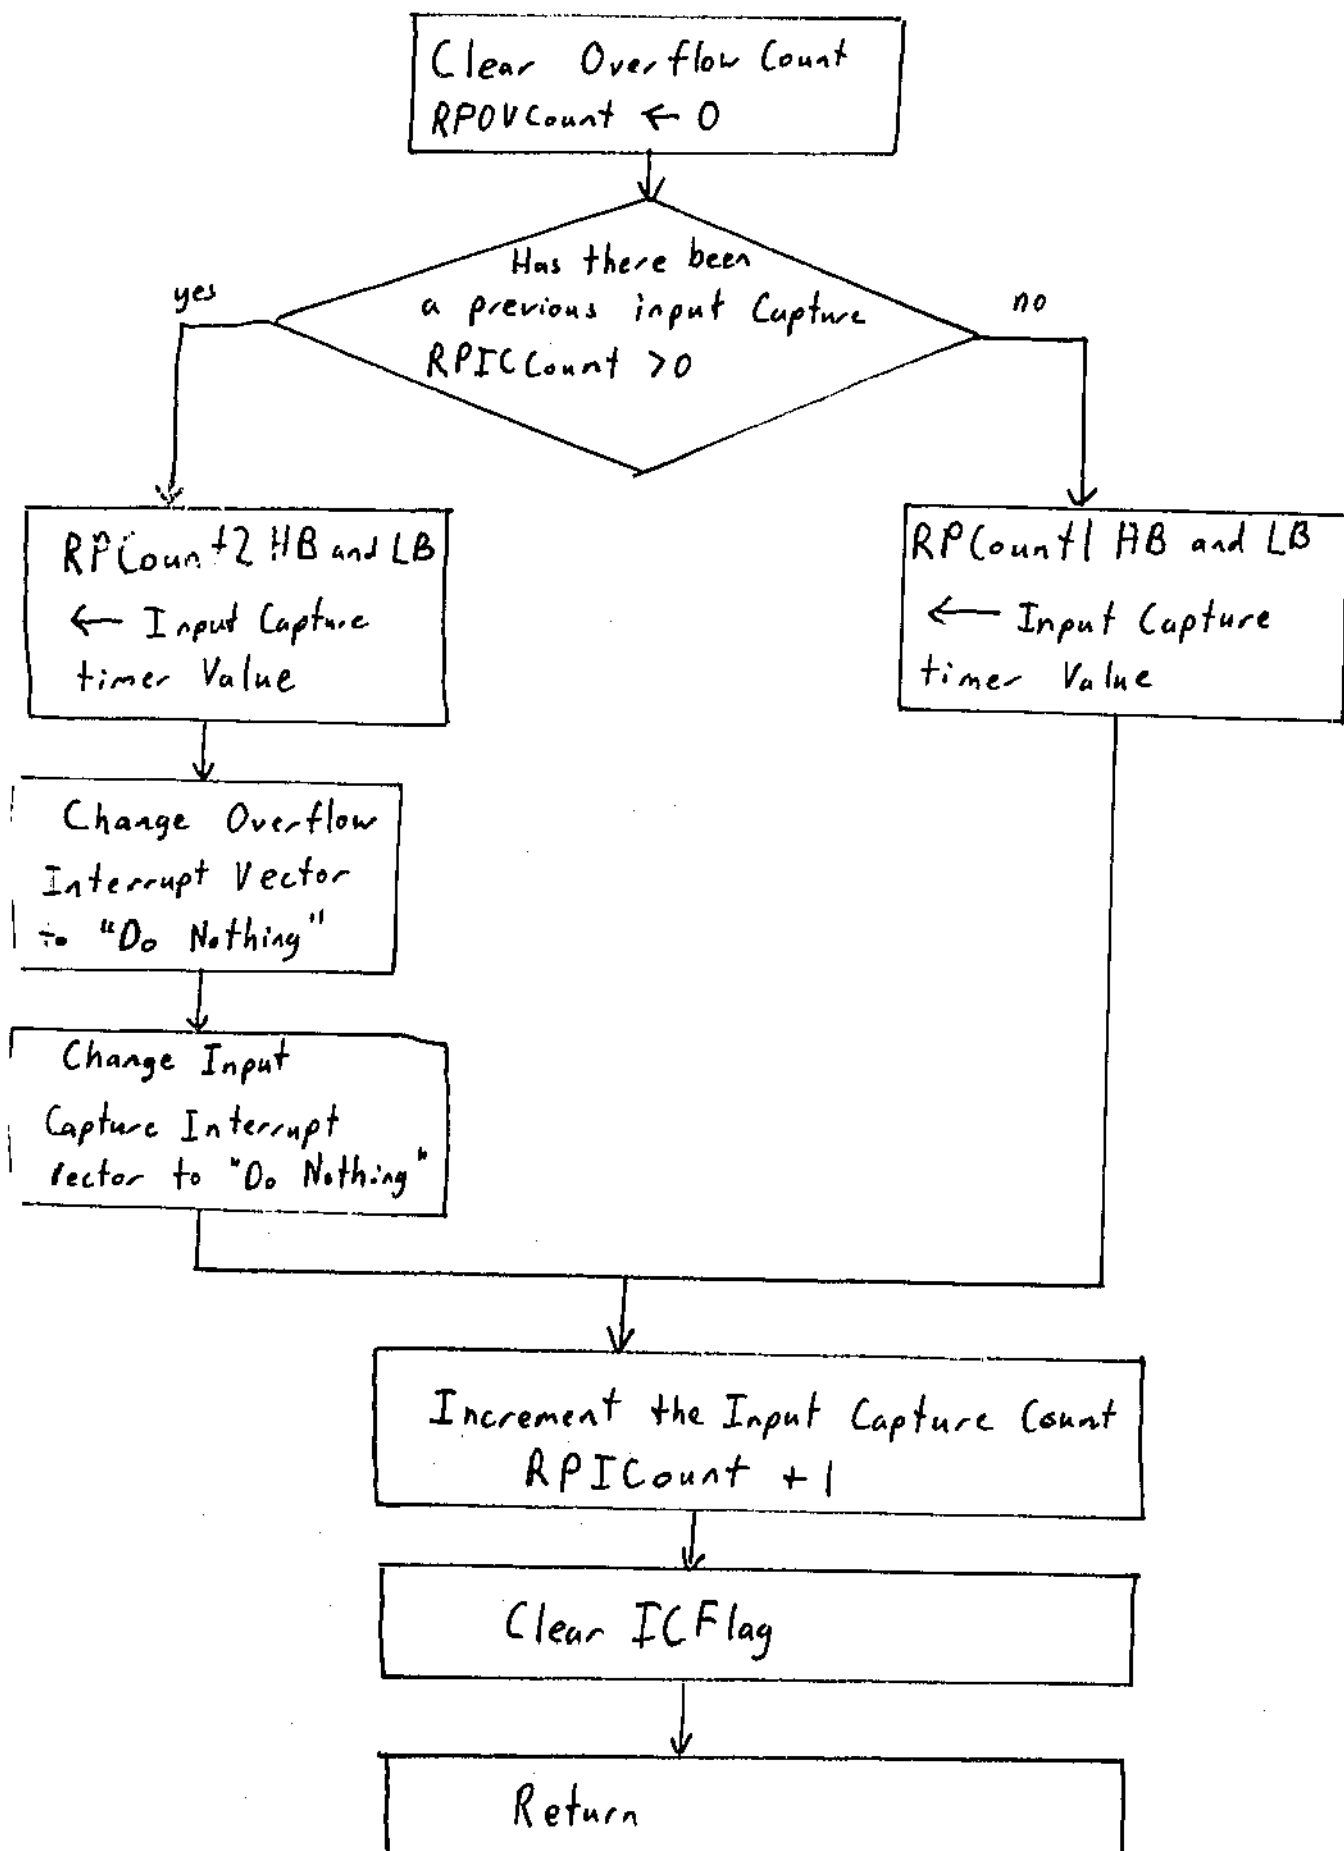 Clear Overflow Count
RPOVCount ← 0
Has there been
a previous input Capture
RPICCount >0
yes
no
RPCount2 HB and LB
← Input Capture
timer Value
RPCount1 HB and LB
← Input Capture
timer Value
Change Overflow
Interrupt Vector
to "Do Nothing"
Change Input
Capture Interrupt
Vector to "Do Nothing"
Increment the Input Capture Count
RPICount + 1
Clear ICFlag
Return